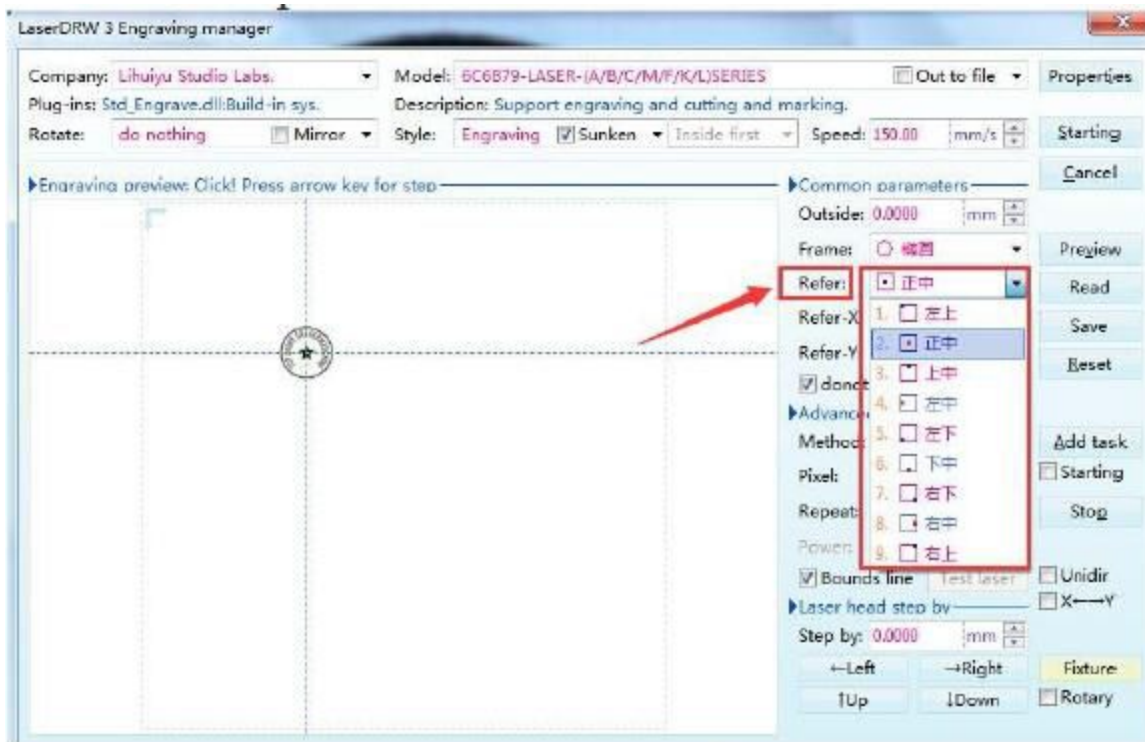 LaserDRW 3 Engraving manager
Company: Lihuiyu Studio Labs. Model: 6C6B79-LASER-(A/B/C/M/F/K/L)SERIES Out to file Properties
Plug-ins: Std_Engrave.dll:Build-in sys. Description: Support engraving and cutting and marking.
Rotate: do nothing Mirror Style: Engraving Sunken Inside first Speed: 150.00 mm/s Starting
Cancel
Engraving preview: Click! Press arrow key for step Common parameters
Outside: 0.0000 mm
Frame: 椭圆 Preview
Refer: 正中 Read
Refer-X 1. 左上
Save
2. 正中
Refer-Y
3. 上中 Reset
donot
4. 左中
Advance
5. 左下
Method: Add task
6. 下中 Starting
Pixel:
7. 右下
Repeat: Stop
8. 右中
Power: 9. 右上
Bounds line Test laser Unidir
Laser head step by X←→Y
Step by: 0.0000 mm
←Left →Right Fixture
↑Up ↓Down Rotary